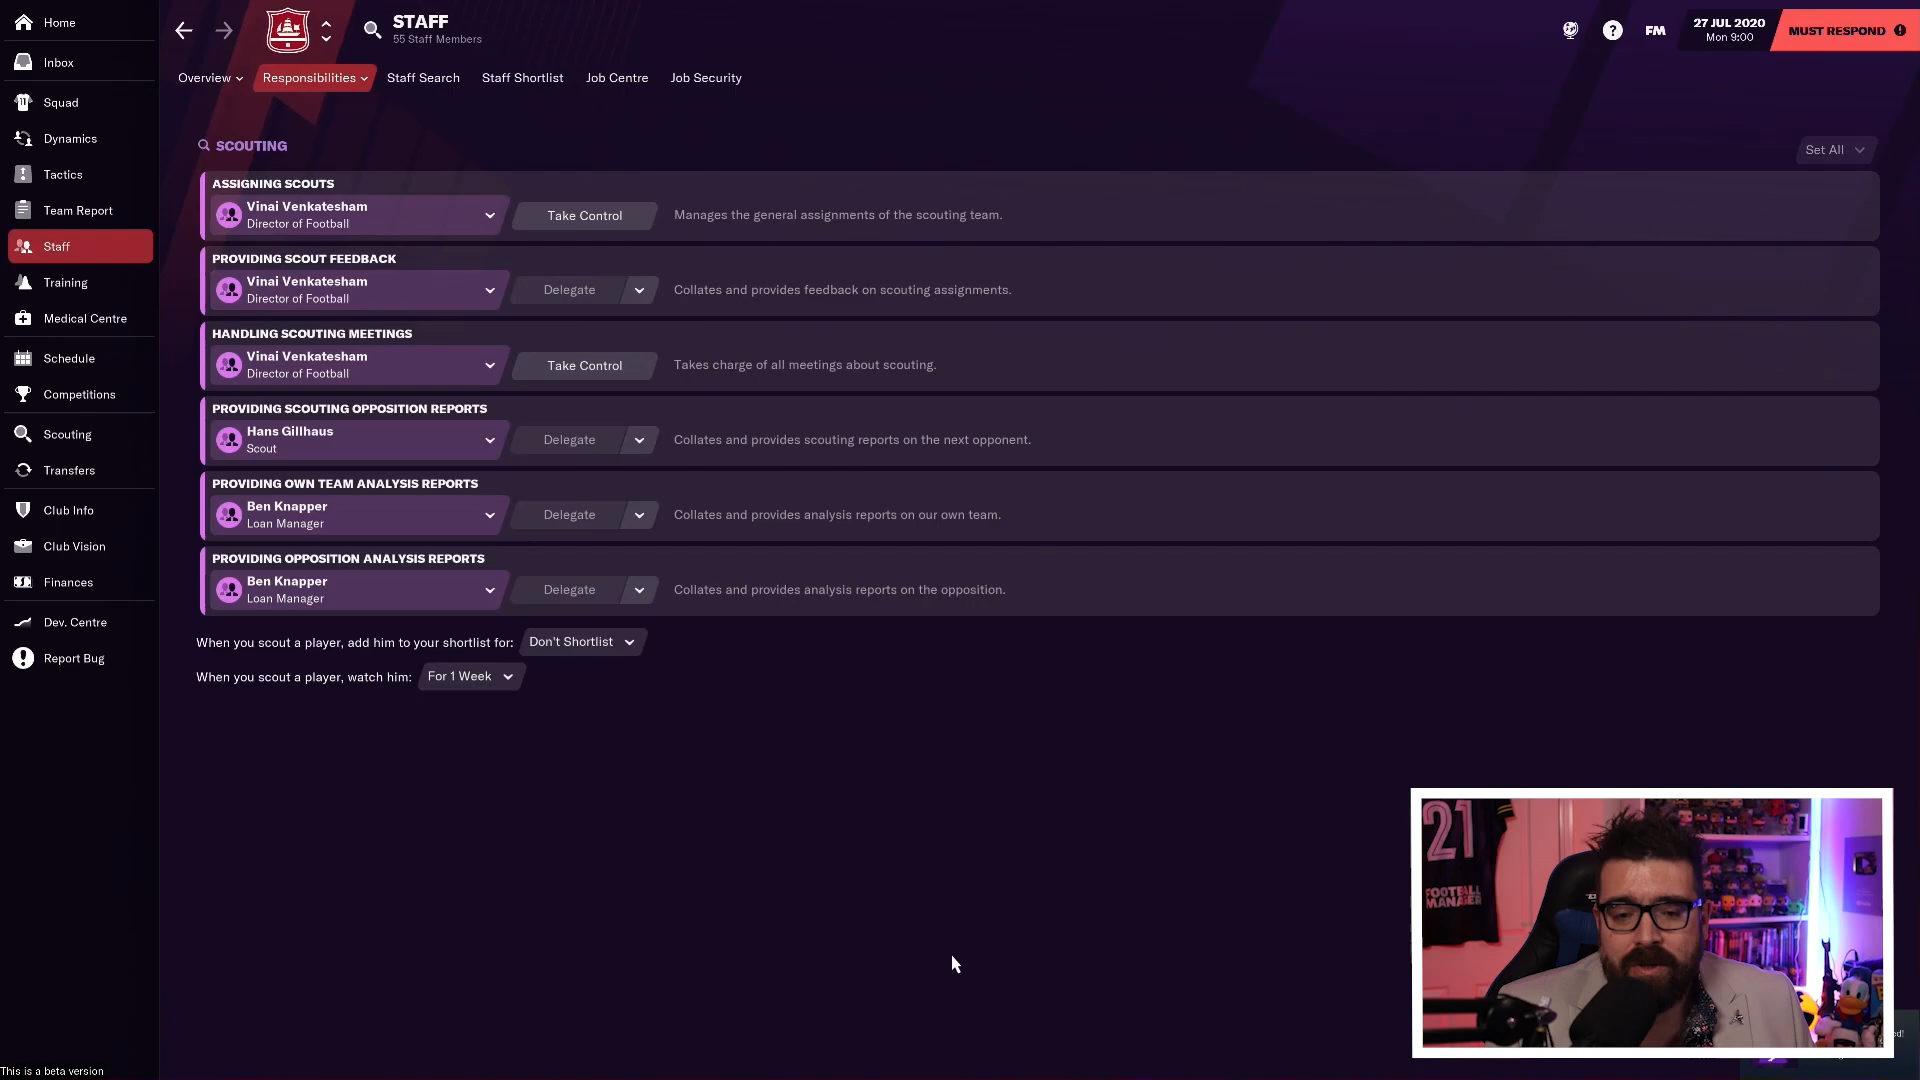 Home
Inbox
Squad
Dynamics
Tactics
Team Report
Staff
Training
Medical Centre
Schedule
Competitions
Scouting
Transfers
Club Info
Club Vision
Finances
Dev. Centre
Report Bug
This is a beta version
STAFF
55 Staff Members
FM
27 JUL 2020
Mon 9:00
MUST RESPOND
Overview
Responsibilities
Staff Search
Staff Shortlist
Job Centre
Job Security
SCOUTING
Set All
ASSIGNING SCOUTS
Vinai Venkatesham
Director of Football
Take Control
Manages the general assignments of the scouting team.
PROVIDING SCOUT FEEDBACK
Vinai Venkatesham
Director of Football
Delegate
Collates and provides feedback on scouting assignments.
HANDLING SCOUTING MEETINGS
Vinai Venkatesham
Director of Football
Take Control
Takes charge of all meetings about scouting.
PROVIDING SCOUTING OPPOSITION REPORTS
Hans Gillhaus
Scout
Delegate
Collates and provides scouting reports on the next opponent.
PROVIDING OWN TEAM ANALYSIS REPORTS
Ben Knapper
Loan Manager
Delegate
Collates and provides analysis reports on our own team.
PROVIDING OPPOSITION ANALYSIS REPORTS
Ben Knapper
Loan Manager
Delegate
Collates and provides analysis reports on the opposition.
When you scout a player, add him to your shortlist for: Don't Shortlist
When you scout a player, watch him: For 1 Week
21
FOOTBALL
MANAGER